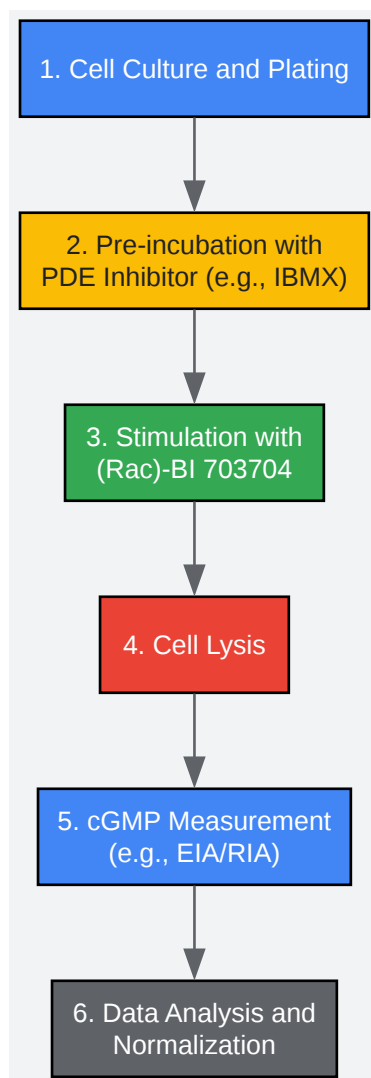 1. Cell Culture and Plating
2. Pre-incubation with
PDE Inhibitor (e.g., IBMX)
3. Stimulation with
(Rac)-BI 703704
4. Cell Lysis
5. cGMP Measurement
(e.g., EIA/RIA)
6. Data Analysis and
Normalization